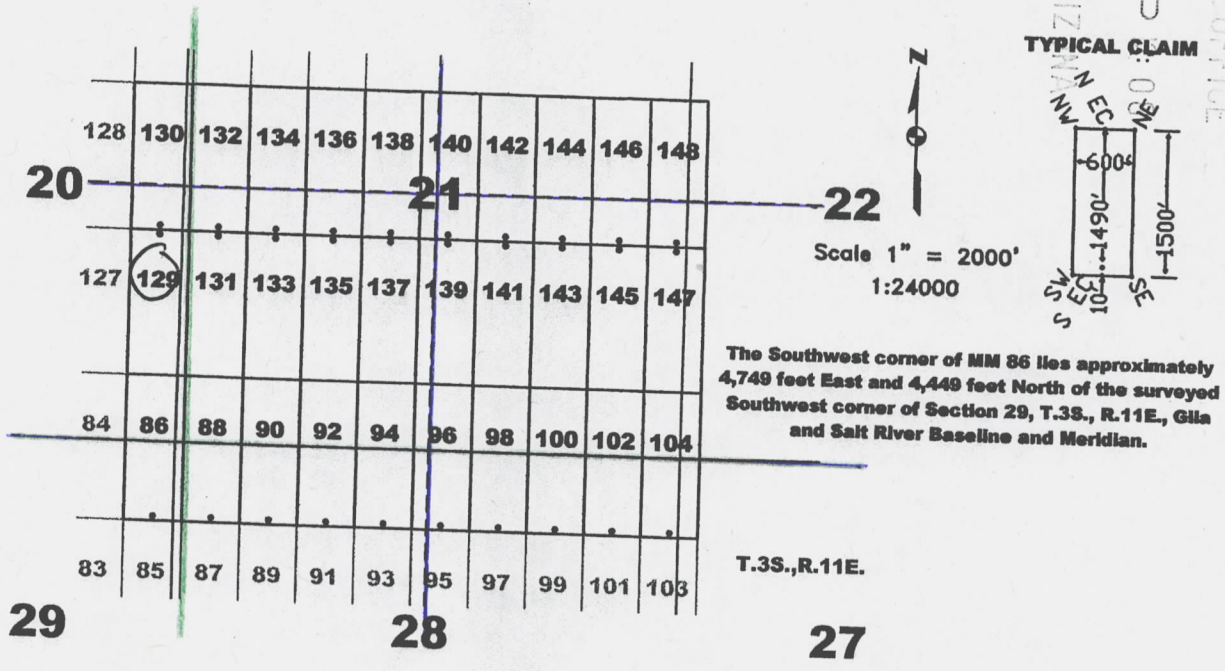 TYPICAL CLAIM
N EC
NW
NE
600'
1490'
1500'
10'
SW
S EC
SE
N
128 130 132 134 136 138 140 142 144 146 148
20
21
22
127 129 131 133 135 137 139 141 143 145 147
Scale 1" = 2000'
1:24000
The Southwest corner of MM 86 lies approximately
4,749 feet East and 4,449 feet North of the surveyed
Southwest corner of Section 29, T.3S., R.11E., Gila
and Salt River Baseline and Meridian.
84 86 88 90 92 94 96 98 100 102 104
83 85 87 89 91 93 95 97 99 101 103
T.3S.,R.11E.
29
28
27